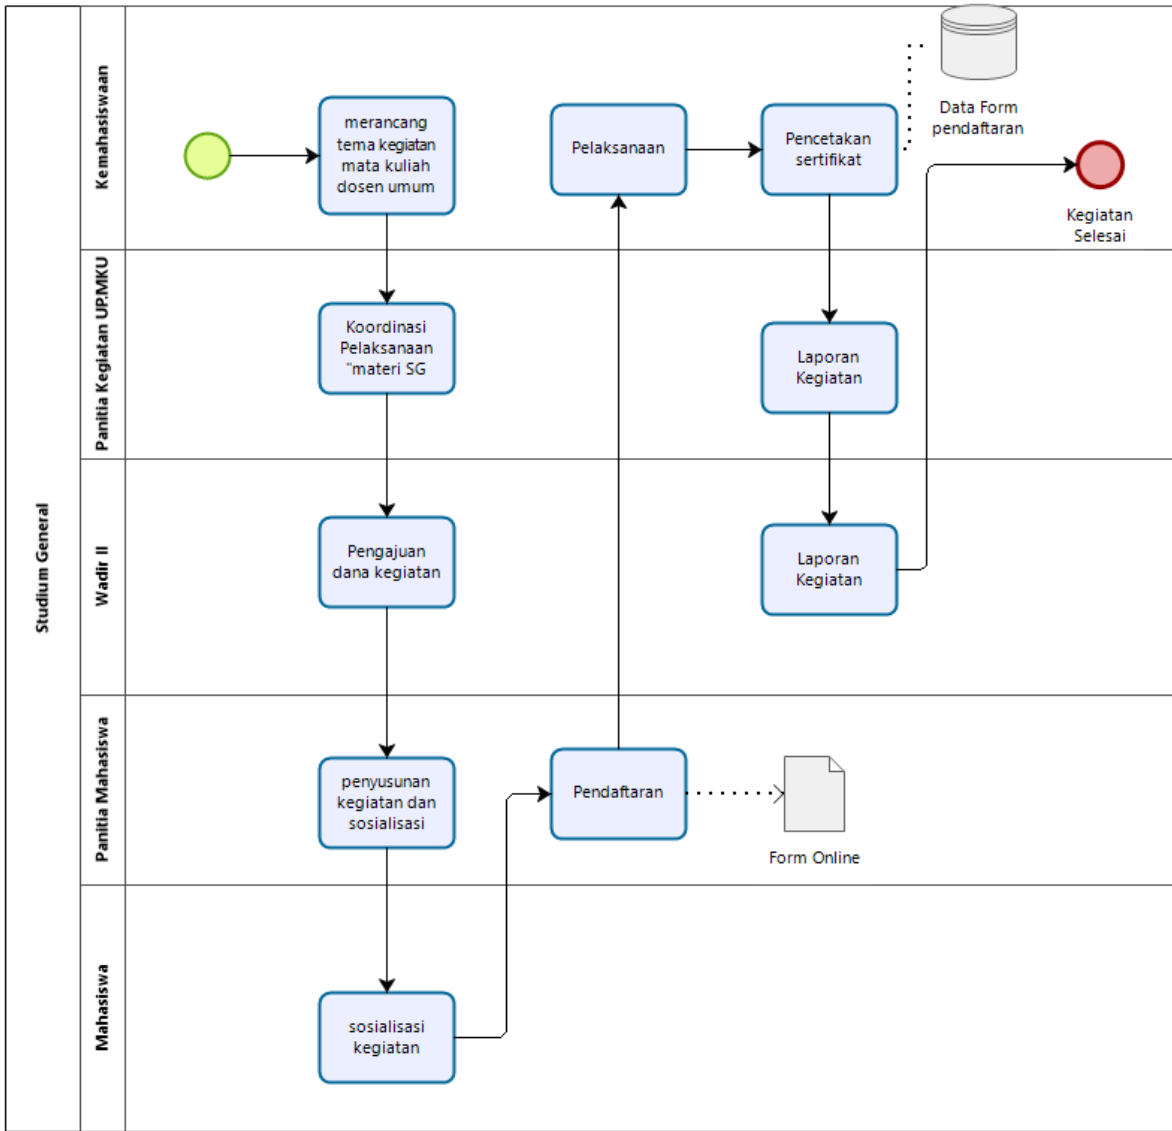 Studium General
Kemahasiswaan
merancang
tema kegiatan
mata kuliah
dosen umum
Pelaksanaan
Pencetakan
sertifikat
Data Form
pendaftaran
Kegiatan
Selesai
Panitia Kegiatan UP.MKU
Koordinasi
Pelaksanaan
"materi SG
Laporan
Kegiatan
Wadir II
Pengajuan
dana kegiatan
Laporan
Kegiatan
Panitia Mahasiswa
penyusunan
kegiatan dan
sosialisasi
Pendaftaran
Form Online
Mahasiswa
sosialisasi
kegiatan